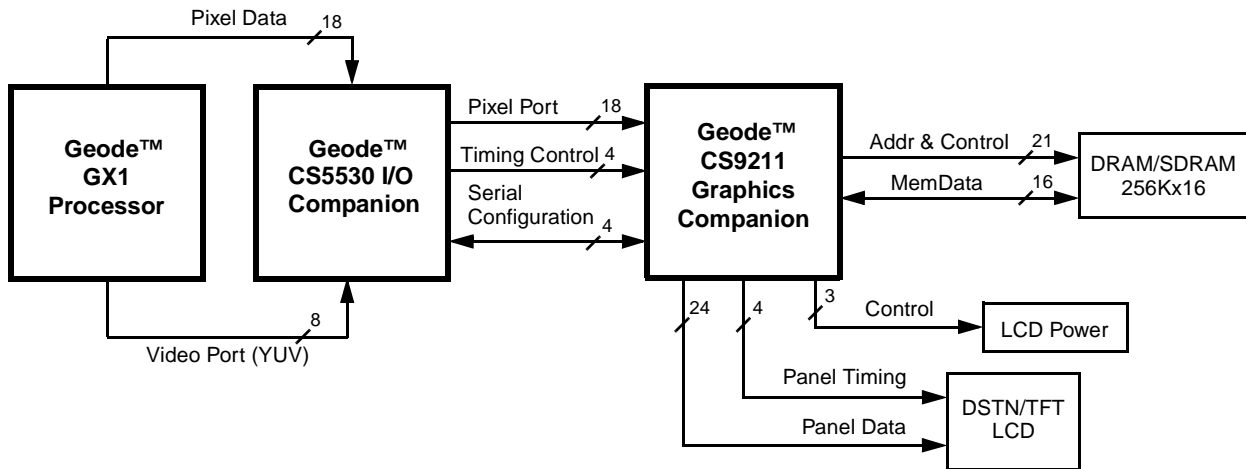 Pixel Data
18
Geode™
GX1
Processor
Geode™
CS5530 I/O
Companion
Pixel Port
18
Timing Control
4
Serial
Configuration
4
Geode™
CS9211
Graphics
Companion
Addr & Control
21
MemData
16
DRAM/SDRAM
256Kx16
8
Video Port (YUV)
24
4
3
Control
LCD Power
Panel Timing
Panel Data
DSTN/TFT
LCD